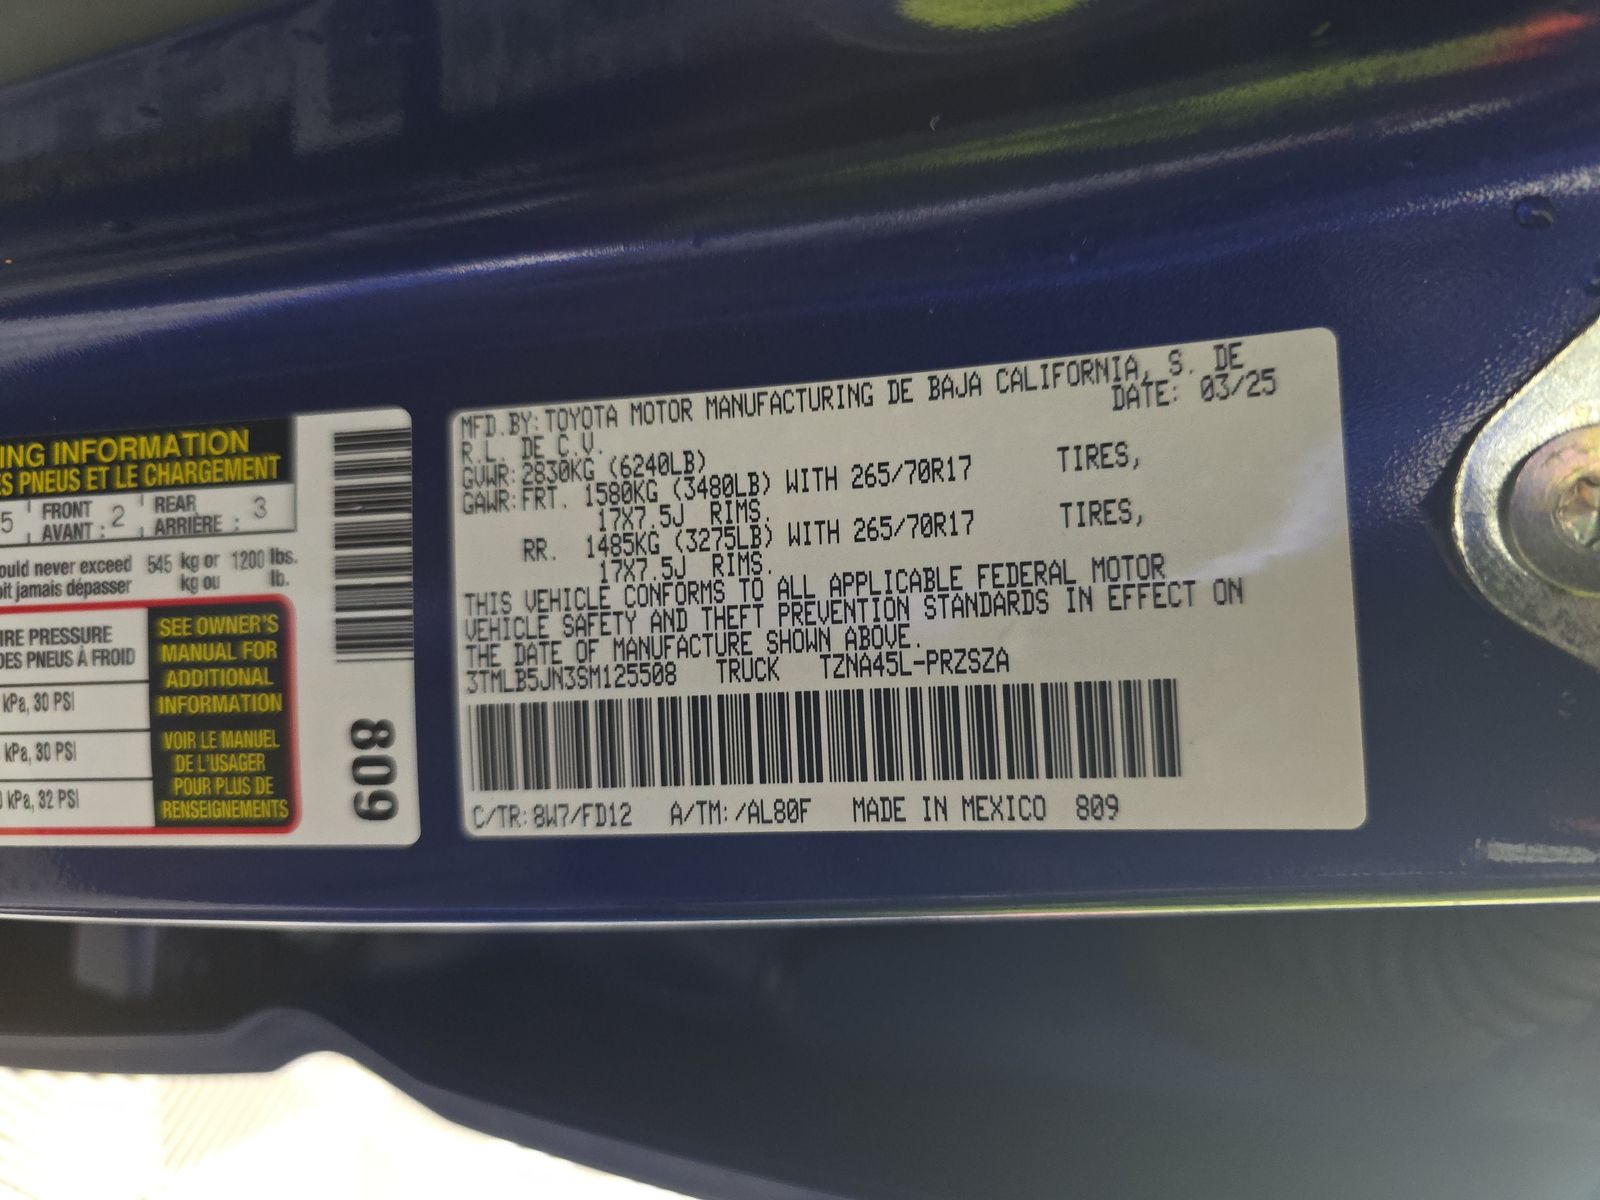 ING INFORMATION
ES PNEUS ET LE CHARGEMENT
5 FRONT AVANT : 2 REAR ARRIÈRE : 3
ould never exceed 545 kg or 1200 lbs.
oit jamais dépasser kg ou lb.
IRE PRESSURE
DES PNEUS À FROID
kPa, 30 PSI
kPa, 30 PSI
0 kPa, 32 PSI
SEE OWNER'S
MANUAL FOR
ADDITIONAL
INFORMATION
VOIR LE MANUEL
DE L'USAGER
POUR PLUS DE
RENSEIGNEMENTS
809
MFD.BY:TOYOTA MOTOR MANUFACTURING DE BAJA CALIFORNIA, S. DE
R.L. DE C.V. DATE: 03/25
GVWR:2830KG (6240LB)
GAWR:FRT. 1580KG (3480LB) WITH 265/70R17 TIRES,
17X7.5J RIMS.
RR. 1485KG (3275LB) WITH 265/70R17 TIRES,
17X7.5J RIMS.
THIS VEHICLE CONFORMS TO ALL APPLICABLE FEDERAL MOTOR
VEHICLE SAFETY AND THEFT PREVENTION STANDARDS IN EFFECT ON
THE DATE OF MANUFACTURE SHOWN ABOVE.
3TMLB5JN3SM125508 TRUCK TZNA45L-PRZSZA
C/TR:8W7/FD12 A/TM:/AL80F MADE IN MEXICO 809